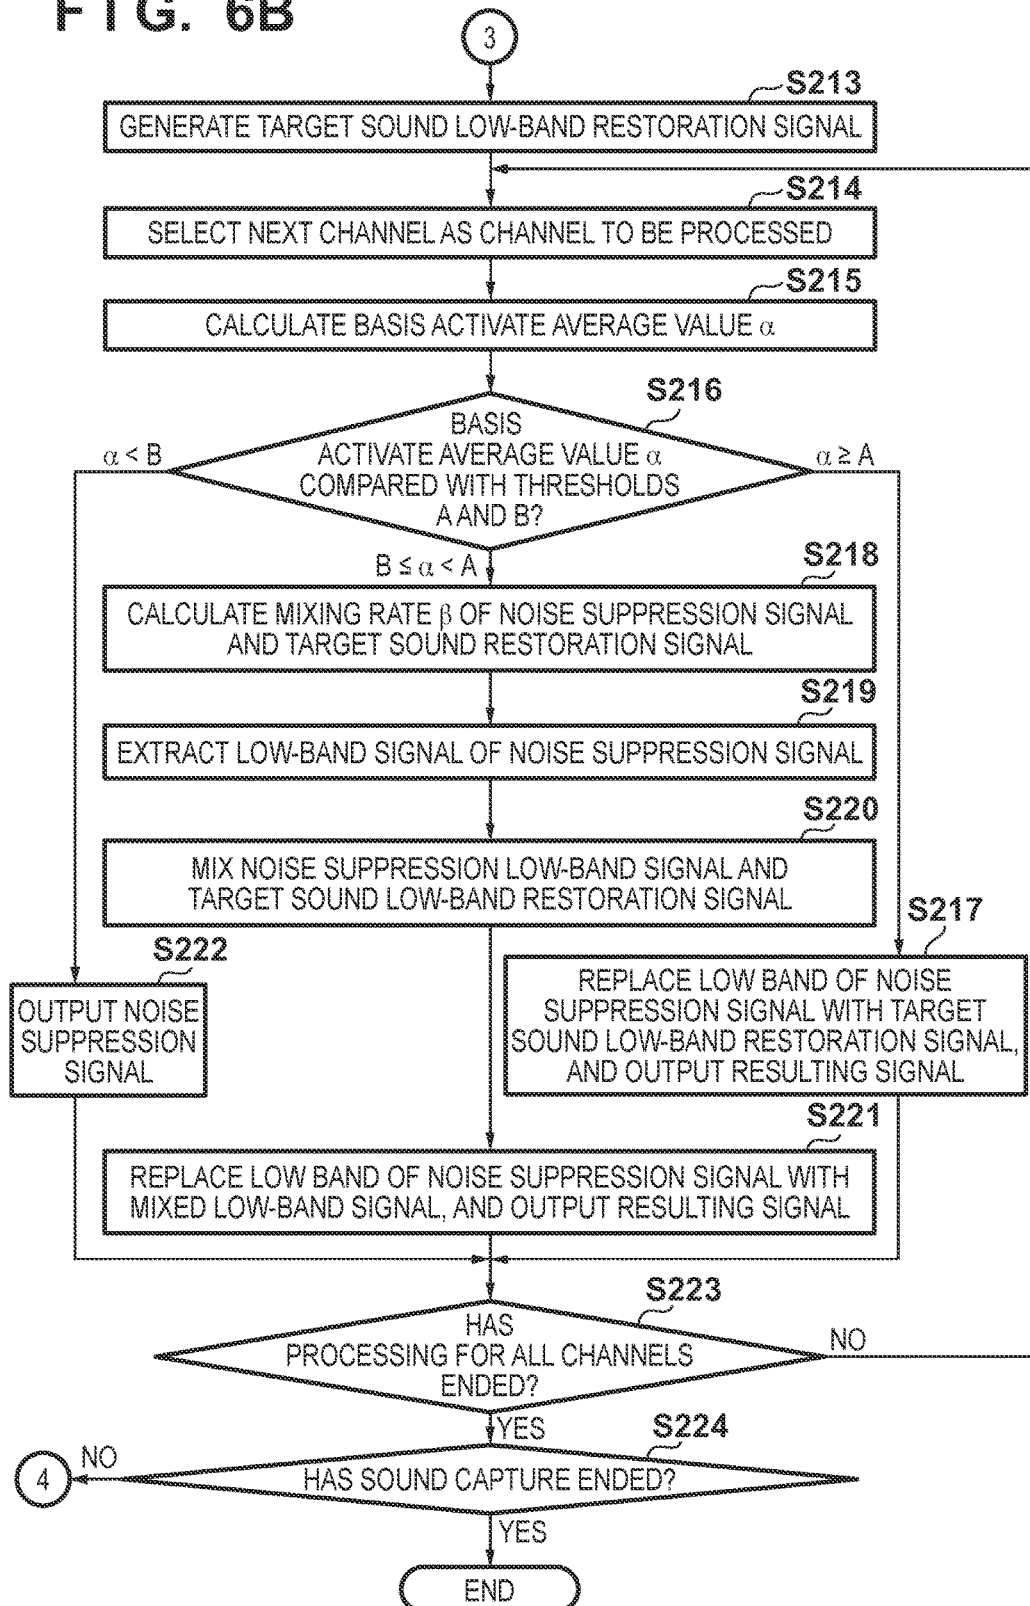 FIG. 6B
3
S213
GENERATE TARGET SOUND LOW-BAND RESTORATION SIGNAL
S214
SELECT NEXT CHANNEL AS CHANNEL TO BE PROCESSED
S215
CALCULATE BASIS ACTIVATE AVERAGE VALUE α
S216
BASIS
ACTIVATE AVERAGE VALUE α
COMPARED WITH THRESHOLDS
A AND B?
α < B
α ≥ A
B ≤ α < A
S218
CALCULATE MIXING RATE β OF NOISE SUPPRESSION SIGNAL
AND TARGET SOUND RESTORATION SIGNAL
S219
EXTRACT LOW-BAND SIGNAL OF NOISE SUPPRESSION SIGNAL
S220
MIX NOISE SUPPRESSION LOW-BAND SIGNAL AND
TARGET SOUND LOW-BAND RESTORATION SIGNAL
S217
REPLACE LOW BAND OF NOISE
SUPPRESSION SIGNAL WITH TARGET
SOUND LOW-BAND RESTORATION SIGNAL,
AND OUTPUT RESULTING SIGNAL
S222
OUTPUT NOISE
SUPPRESSION
SIGNAL
S221
REPLACE LOW BAND OF NOISE SUPPRESSION SIGNAL WITH
MIXED LOW-BAND SIGNAL, AND OUTPUT RESULTING SIGNAL
S223
HAS
PROCESSING FOR ALL CHANNELS
ENDED?
NO
YES
S224
HAS SOUND CAPTURE ENDED?
NO
4
YES
END